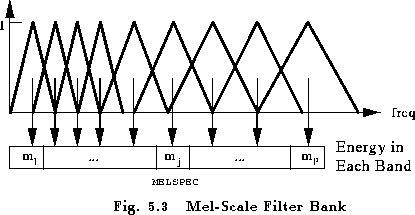 1
freq
m1 ... mj ... mP
Energy in
Each Band
MELSPEC
Fig. 5.3 Mel-Scale Filter Bank